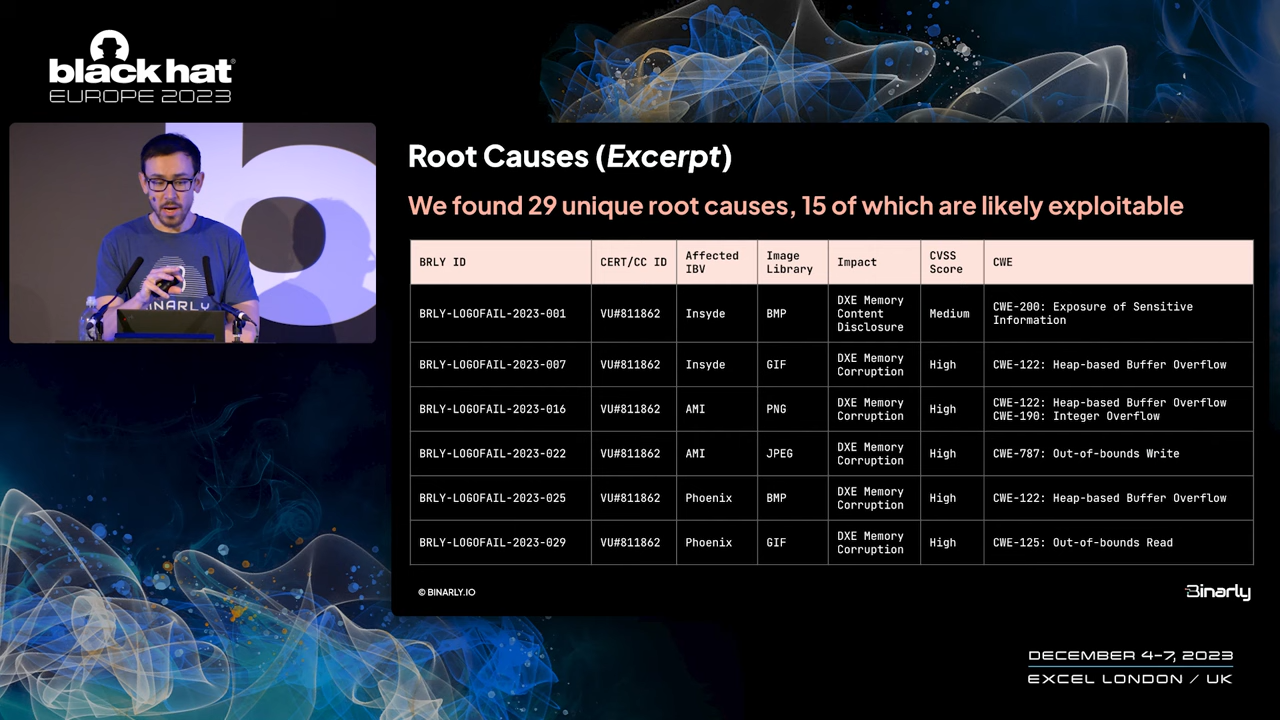 black hat
EUROPE 2023
BINARLY
Root Causes (Excerpt)
We found 29 unique root causes, 15 of which are likely exploitable
BRLY ID CERT/CC ID Affected IBV Image Library Impact CVSS Score CWE
BRLY-LOGOFAIL-2023-001 VU#811862 Insyde BMP DXE Memory Content Disclosure Medium CWE-200: Exposure of Sensitive Information
BRLY-LOGOFAIL-2023-007 VU#811862 Insyde GIF DXE Memory Corruption High CWE-122: Heap-based Buffer Overflow
BRLY-LOGOFAIL-2023-016 VU#811862 AMI PNG DXE Memory Corruption High CWE-122: Heap-based Buffer Overflow CWE-190: Integer Overflow
BRLY-LOGOFAIL-2023-022 VU#811862 AMI JPEG DXE Memory Corruption High CWE-787: Out-of-bounds Write
BRLY-LOGOFAIL-2023-025 VU#811862 Phoenix BMP DXE Memory Corruption High CWE-122: Heap-based Buffer Overflow
BRLY-LOGOFAIL-2023-029 VU#811862 Phoenix GIF DXE Memory Corruption High CWE-125: Out-of-bounds Read
© BINARLY.IO
Binarly
DECEMBER 4-7, 2023
EXCEL LONDON / UK